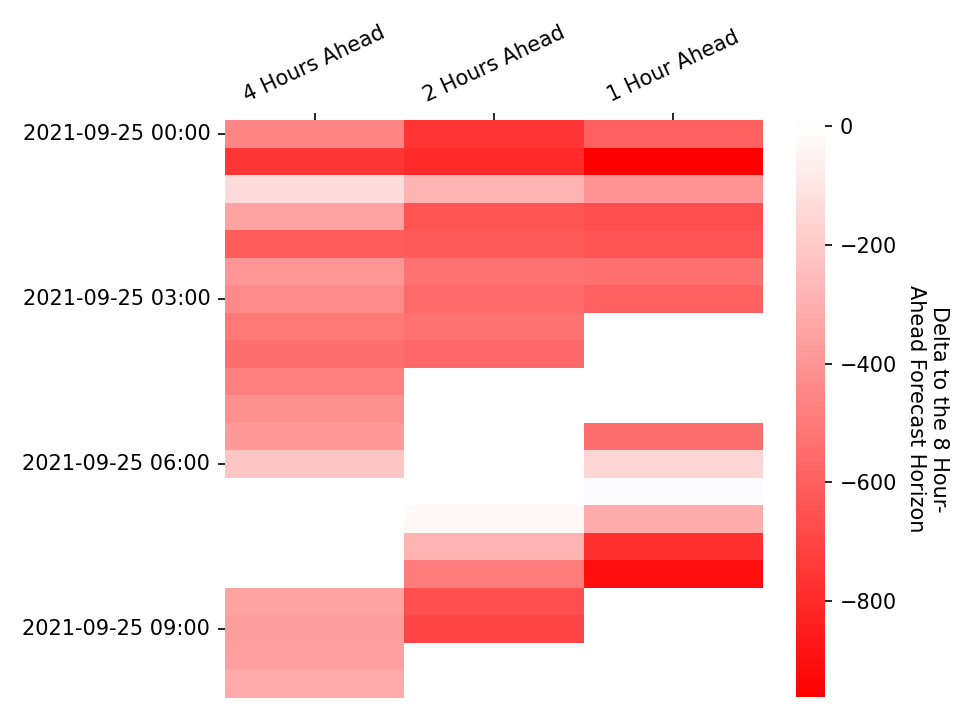 4 Hours Ahead
2 Hours Ahead
1 Hour Ahead
2021-09-25 00:00
2021-09-25 03:00
2021-09-25 06:00
2021-09-25 09:00
0
−200
−400
−600
−800
Delta to the 8 Hour-
Ahead Forecast Horizon